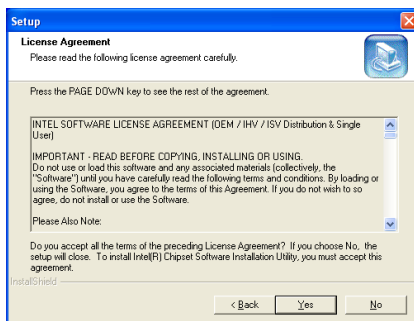 Setup
License Agreement
Please read the following license agreement carefully.
Press the PAGE DOWN key to see the rest of the agreement.
INTEL SOFTWARE LICENSE AGREEMENT (OEM / IHV / ISV Distribution & Single
User)
IMPORTANT - READ BEFORE COPYING, INSTALLING OR USING.
Do not use or load this software and any associated materials (collectively, the
"Software") until you have carefully read the following terms and conditions. By loading or
using the Software, you agree to the terms of this Agreement. If you do not wish to so
agree, do not install or use the Software.
Please Also Note:
Do you accept all the terms of the preceding License Agreement? If you choose No, the
setup will close. To install Intel(R) Chipset Software Installation Utility, you must accept this
agreement.
InstallShield
< Back Yes No